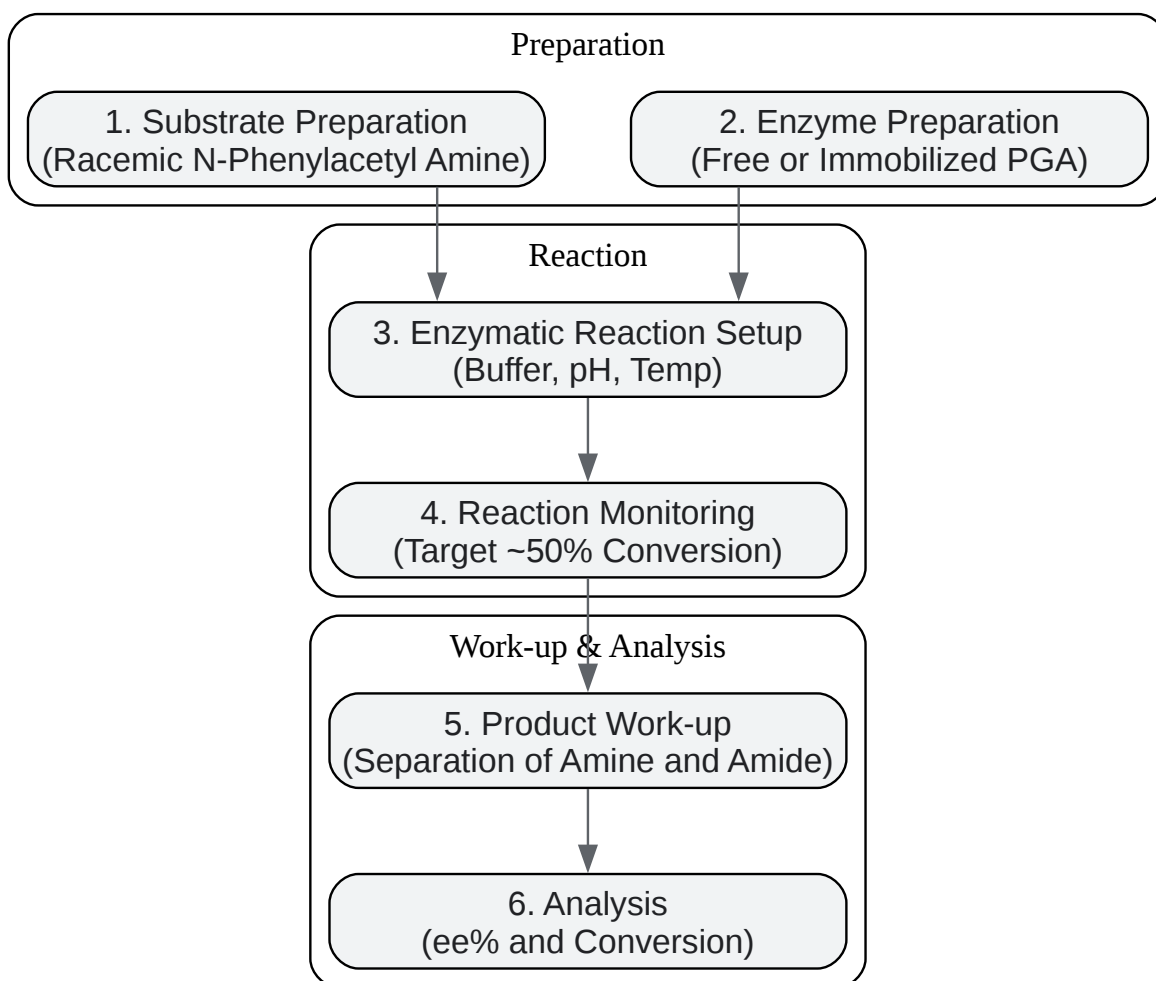 Preparation
1. Substrate Preparation
(Racemic N-Phenylacetyl Amine)
2. Enzyme Preparation
(Free or Immobilized PGA)
Reaction
3. Enzymatic Reaction Setup
(Buffer, pH, Temp)
4. Reaction Monitoring
(Target ~50% Conversion)
Work-up & Analysis
5. Product Work-up
(Separation of Amine and Amide)
6. Analysis
(ee% and Conversion)